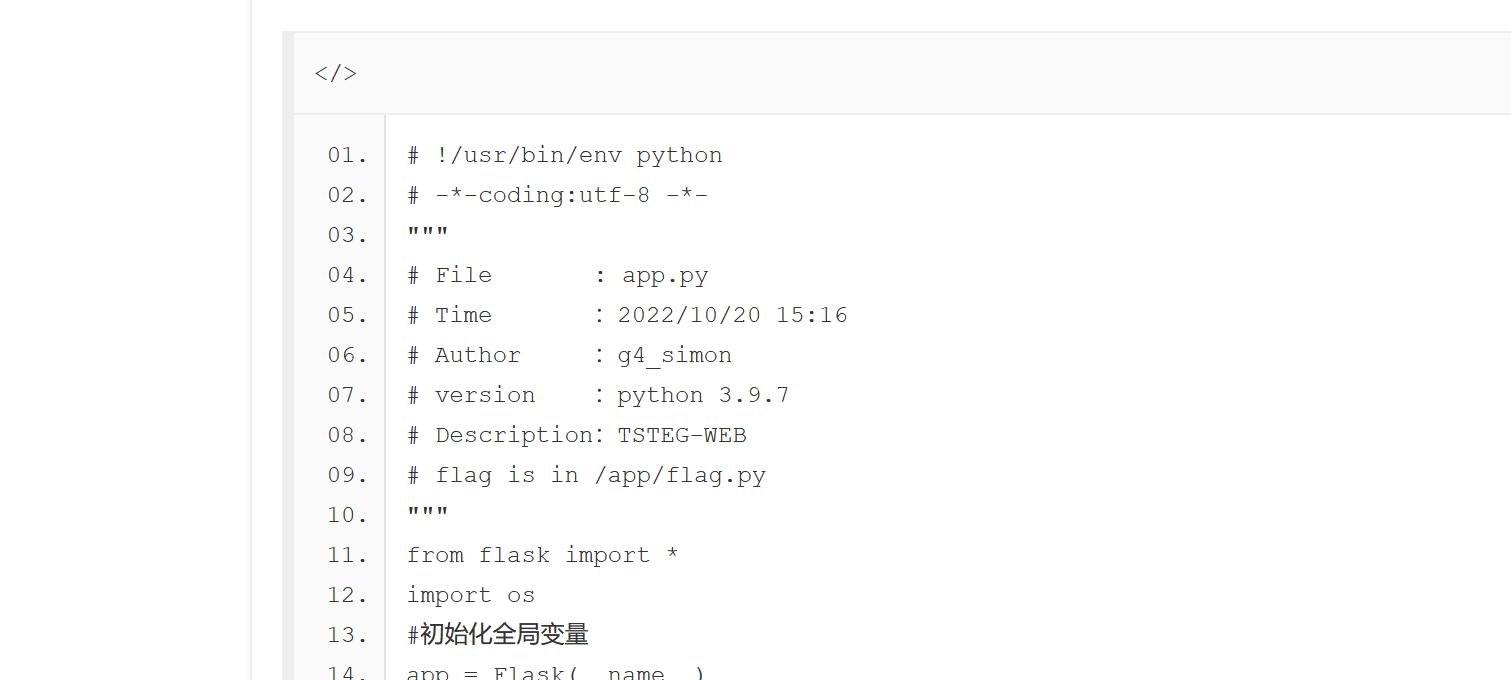 </>
01. # !/usr/bin/env python
02. # -*-coding:utf-8 -*-
03. """
04. # File       : app.py
05. # Time       ：2022/10/20 15:16
06. # Author     ：g4_simon
07. # version    ：python 3.9.7
08. # Description：TSTEG-WEB
09. # flag is in /app/flag.py
10. """
11. from flask import *
12. import os
13. #初始化全局变量
14. app = Flask(__name__)